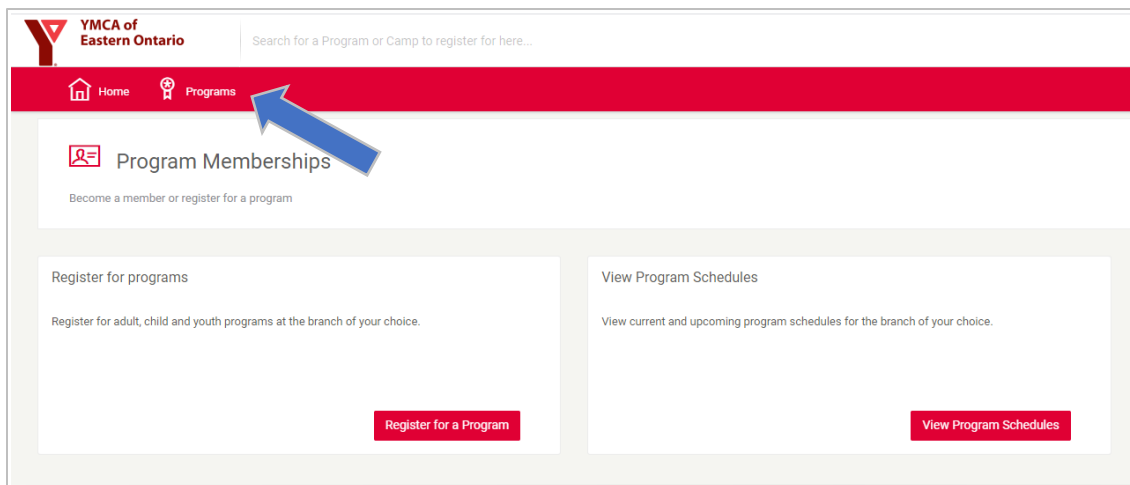 YMCA of
Eastern Ontario
Search for a Program or Camp to register for here...
Home
Programs
Program Memberships
Become a member or register for a program
Register for programs
Register for adult, child and youth programs at the branch of your choice.
Register for a Program
View Program Schedules
View current and upcoming program schedules for the branch of your choice.
View Program Schedules